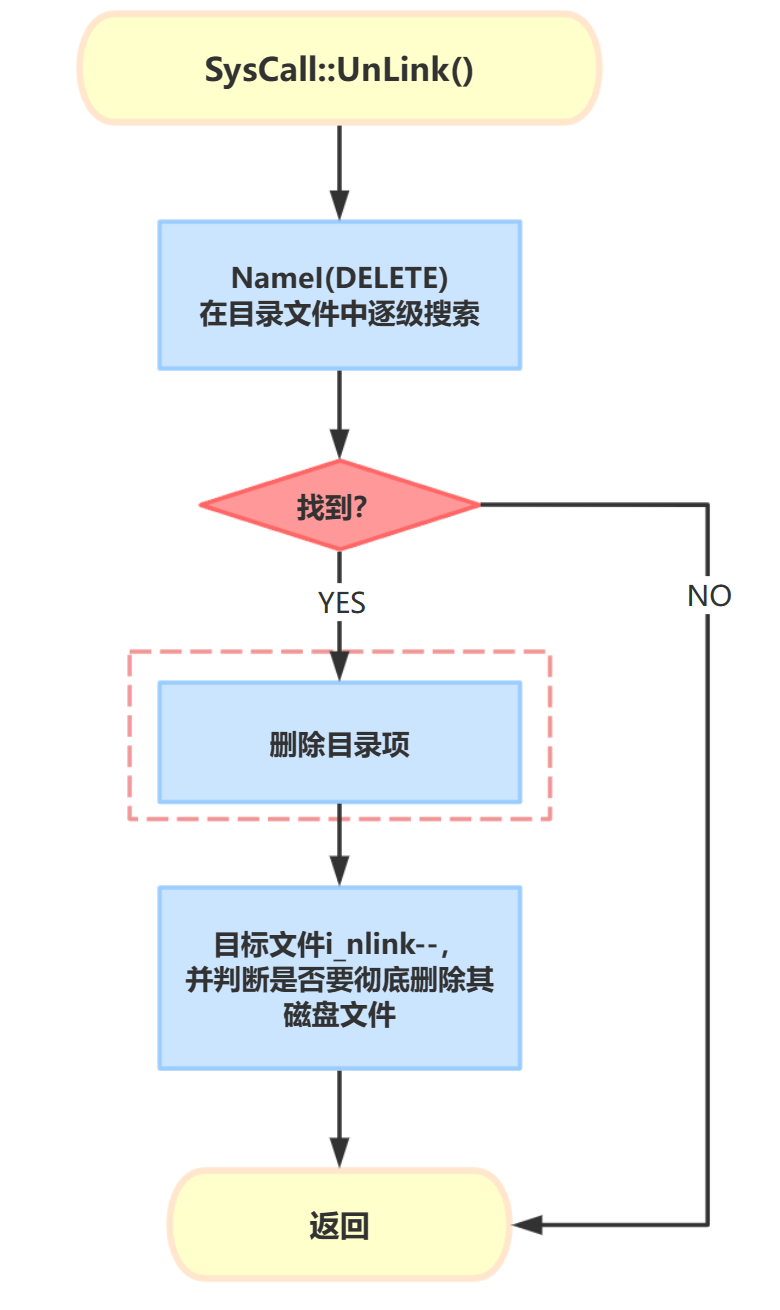 SysCall::UnLink()
NameI(DELETE)
在目录文件中逐级搜索
找到？
YES
NO
删除目录项
目标文件i_nlink--，
并判断是否要彻底删除其
磁盘文件
返回